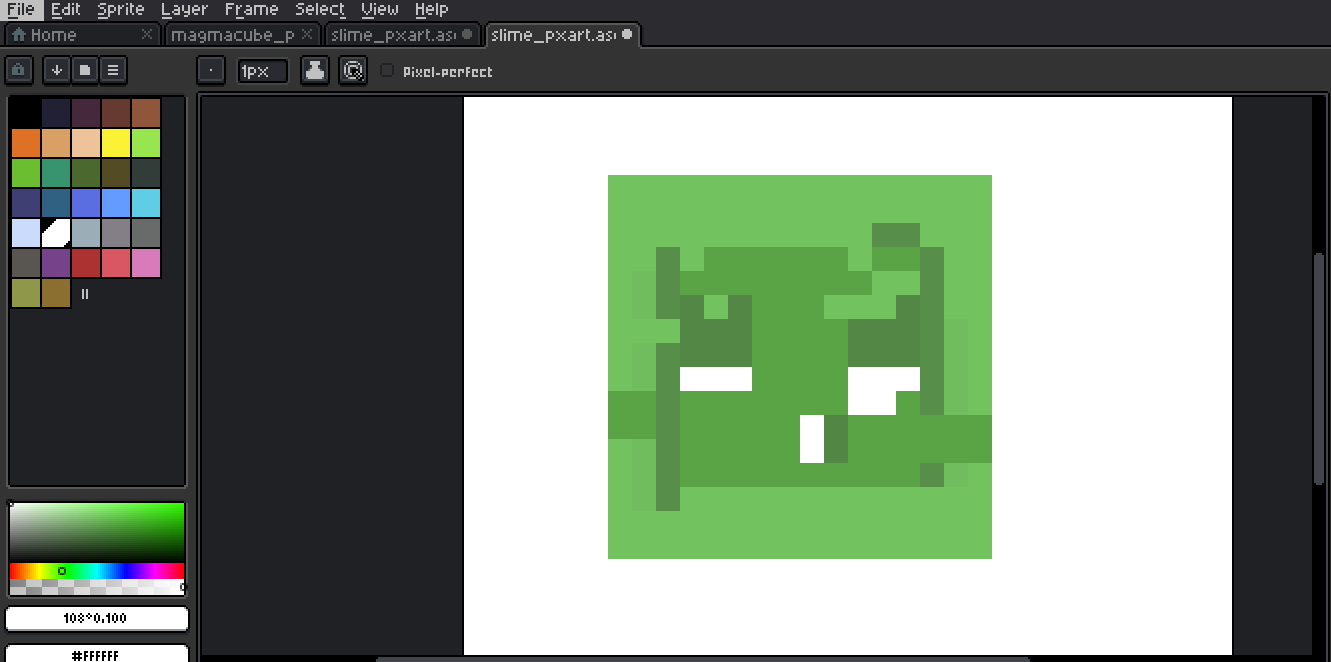 File Edit Sprite Layer Frame Select View Help
Home magmacube_p slime_pxart.as slime_pxart.as
1px Pixel-perfect
108°0.100
#FFFFFF